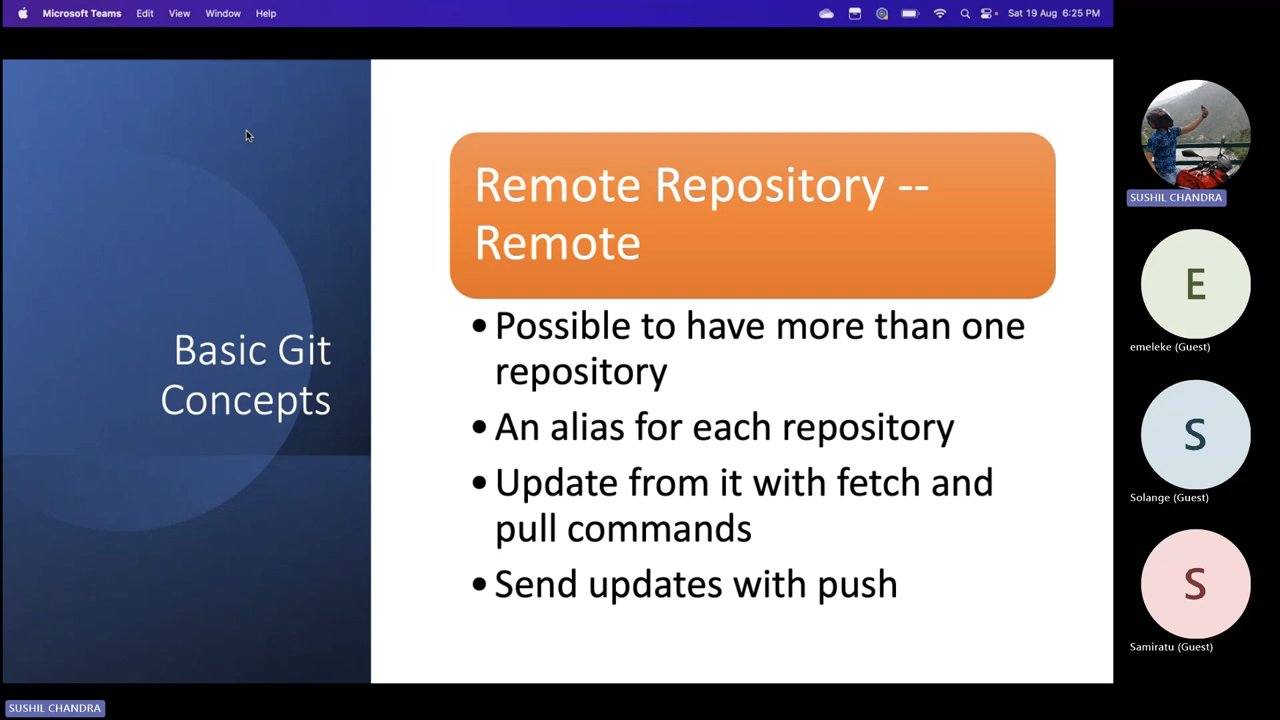 Microsoft Teams Edit View Window Help Sat 19 Aug 6:25 PM
Basic Git
Concepts
Remote Repository --
Remote
•Possible to have more than one
repository
•An alias for each repository
•Update from it with fetch and
pull commands
•Send updates with push
SUSHIL CHANDRA
E
emeleke (Guest)
S
Solange (Guest)
S
Samiratu (Guest)
SUSHIL CHANDRA